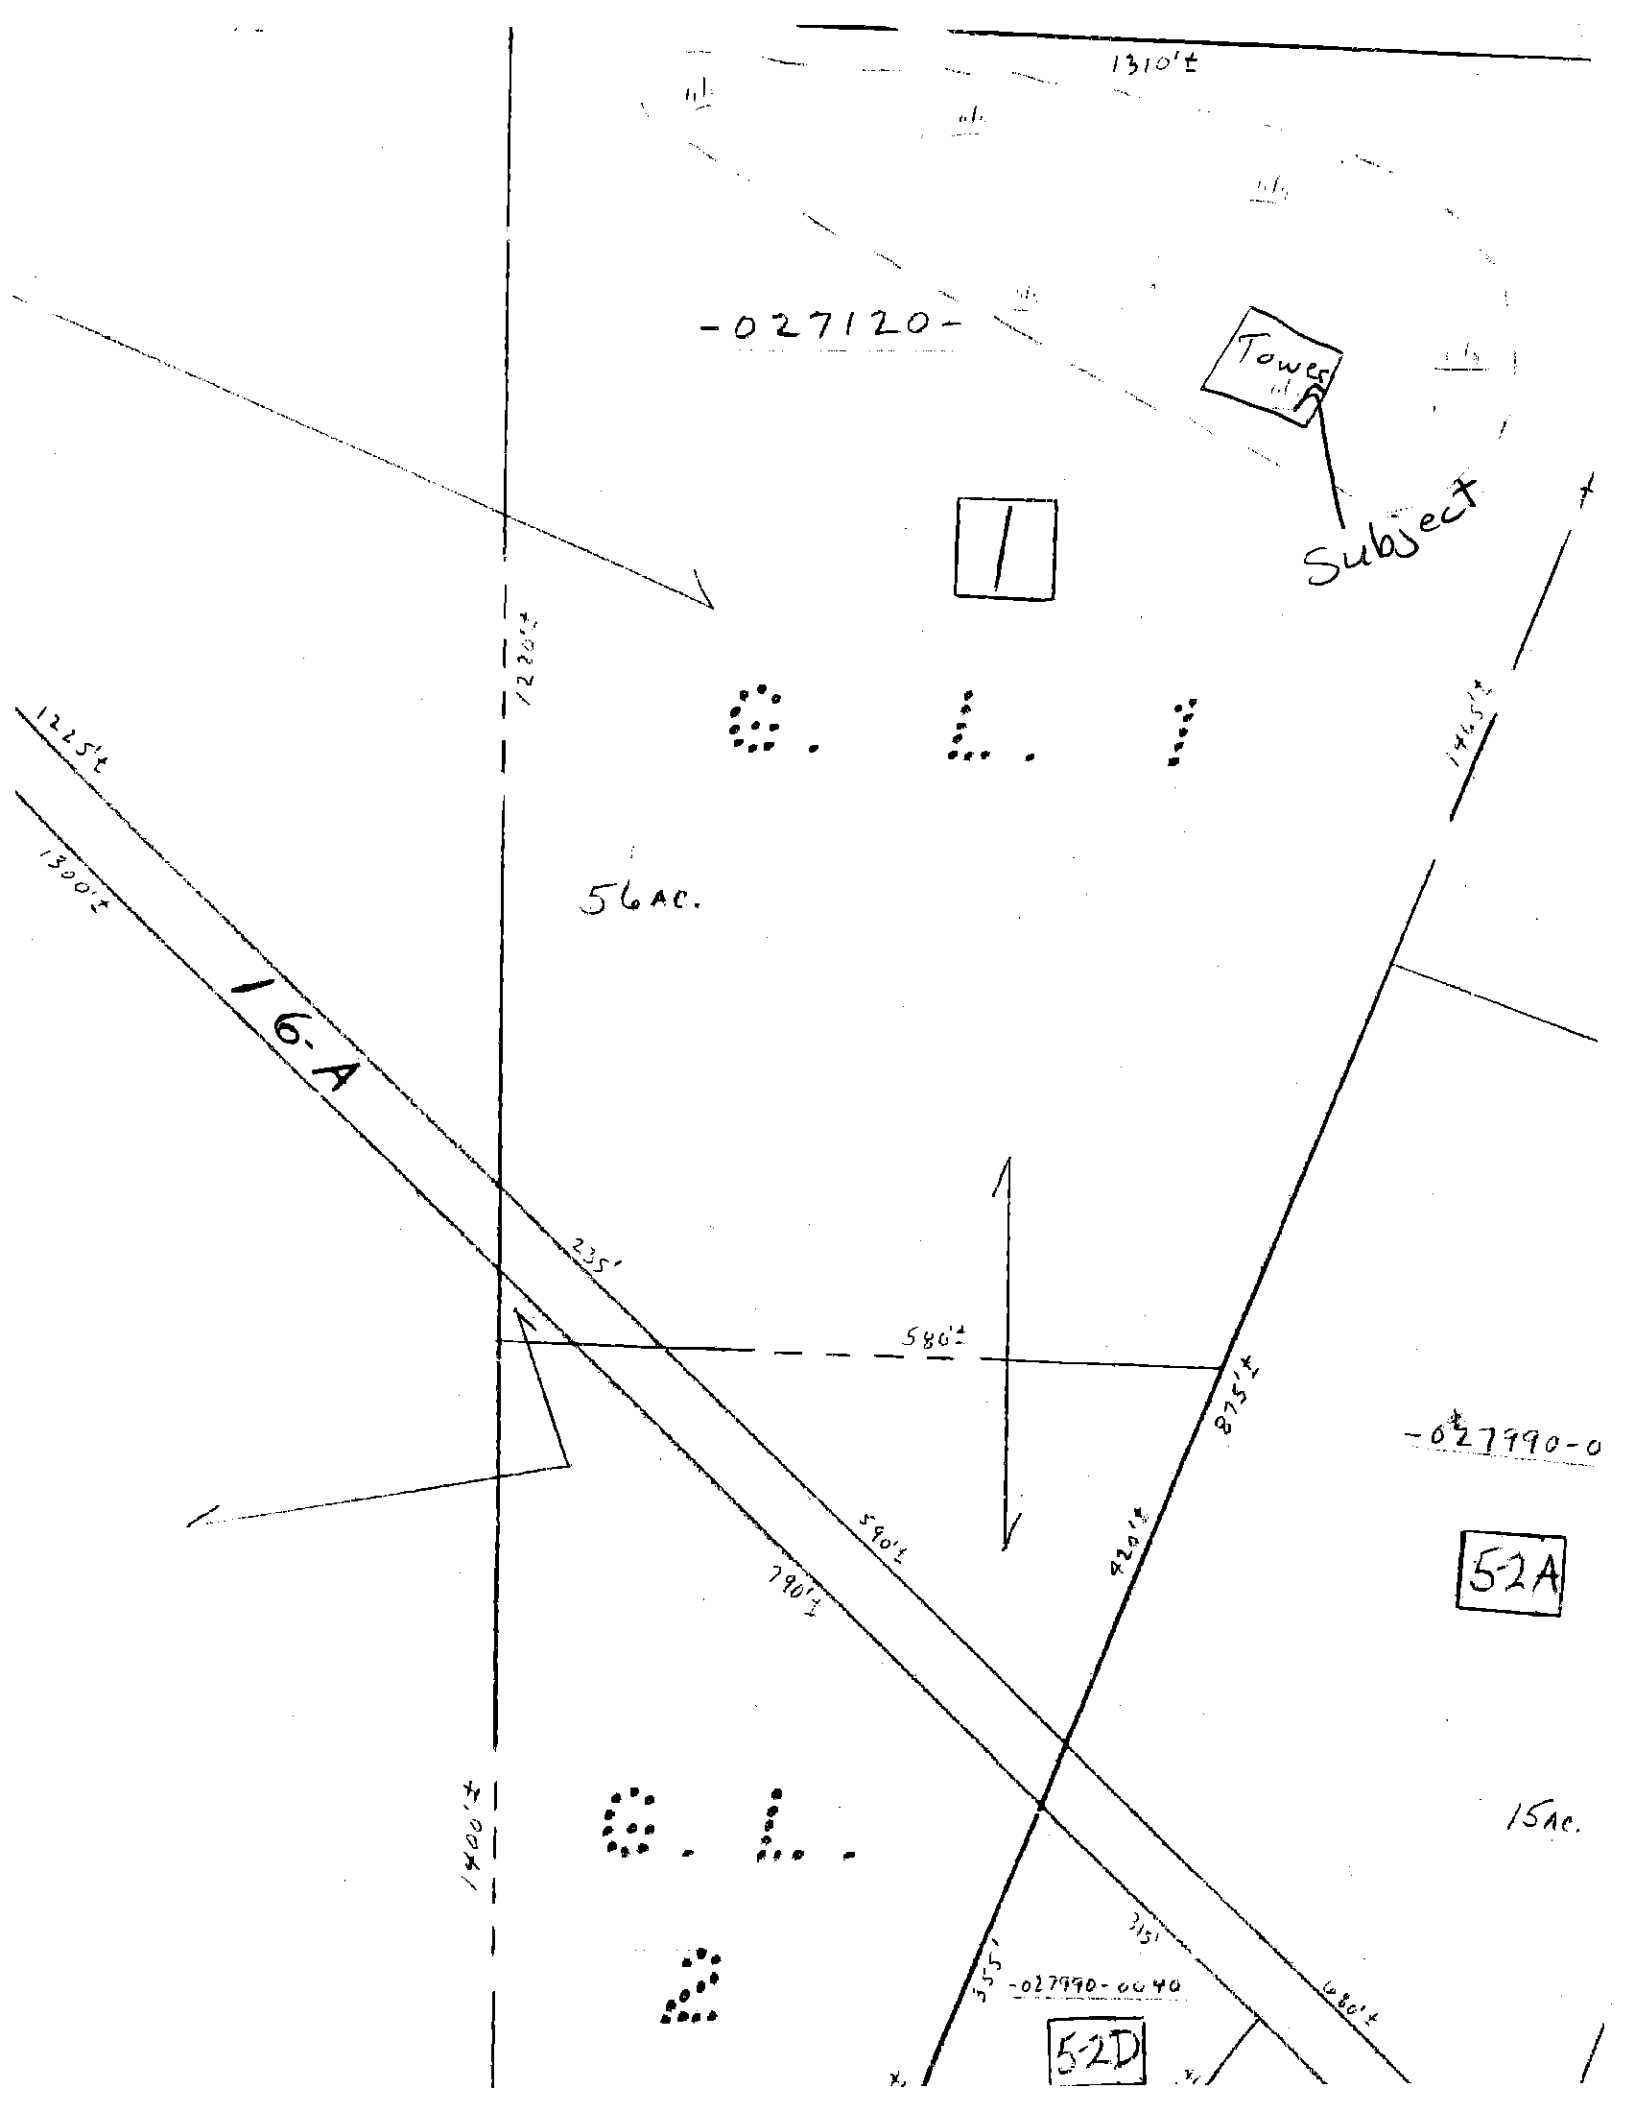 1310'±
-027120-
Tower
Subject
1
1220'±
G. L. 1
1465'±
1225'±
1300'±
56 AC.
16-A
235'
580'±
875'±
-027990-0
590'±
420'±
52A
790'±
1400'±
G. L.
2
15 AC.
315'
355'
-027990-0040
680'±
52D